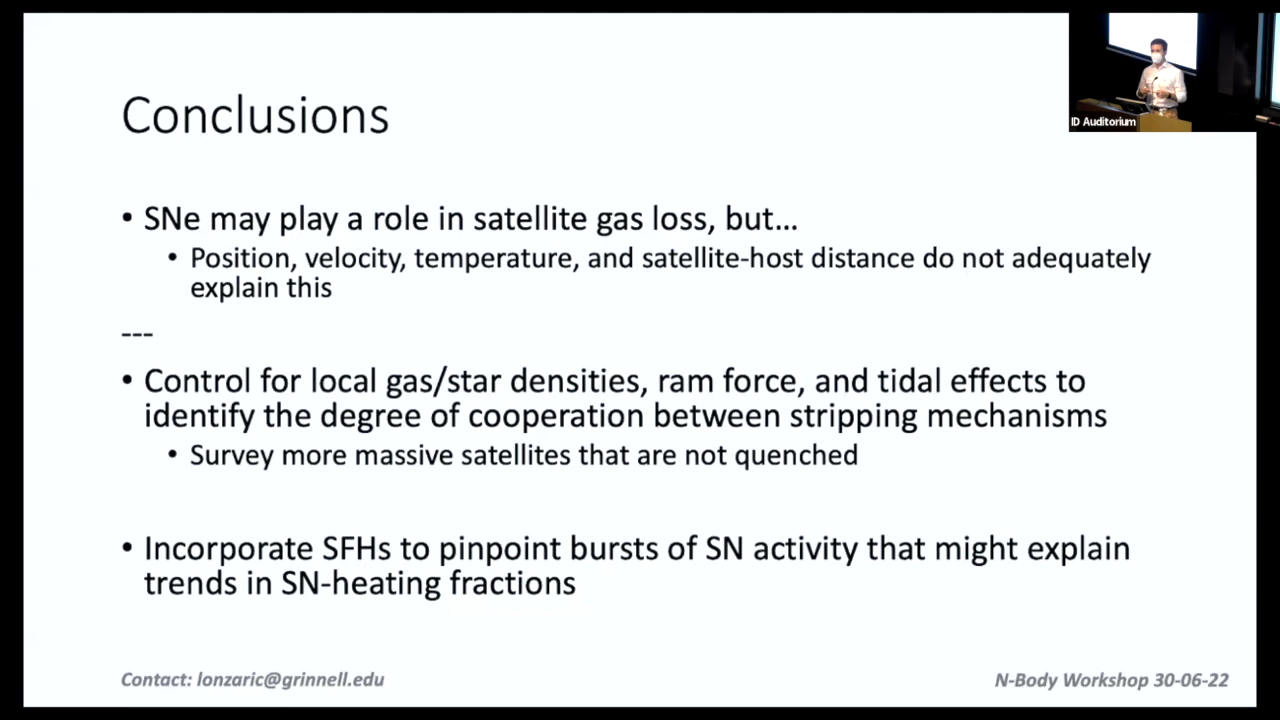 Conclusions
ID Auditorium
• SNe may play a role in satellite gas loss, but...
• Position, velocity, temperature, and satellite-host distance do not adequately
explain this
---
• Control for local gas/star densities, ram force, and tidal effects to
identify the degree of cooperation between stripping mechanisms
• Survey more massive satellites that are not quenched
• Incorporate SFHs to pinpoint bursts of SN activity that might explain
trends in SN-heating fractions
Contact: lonzaric@grinnell.edu
N-Body Workshop 30-06-22